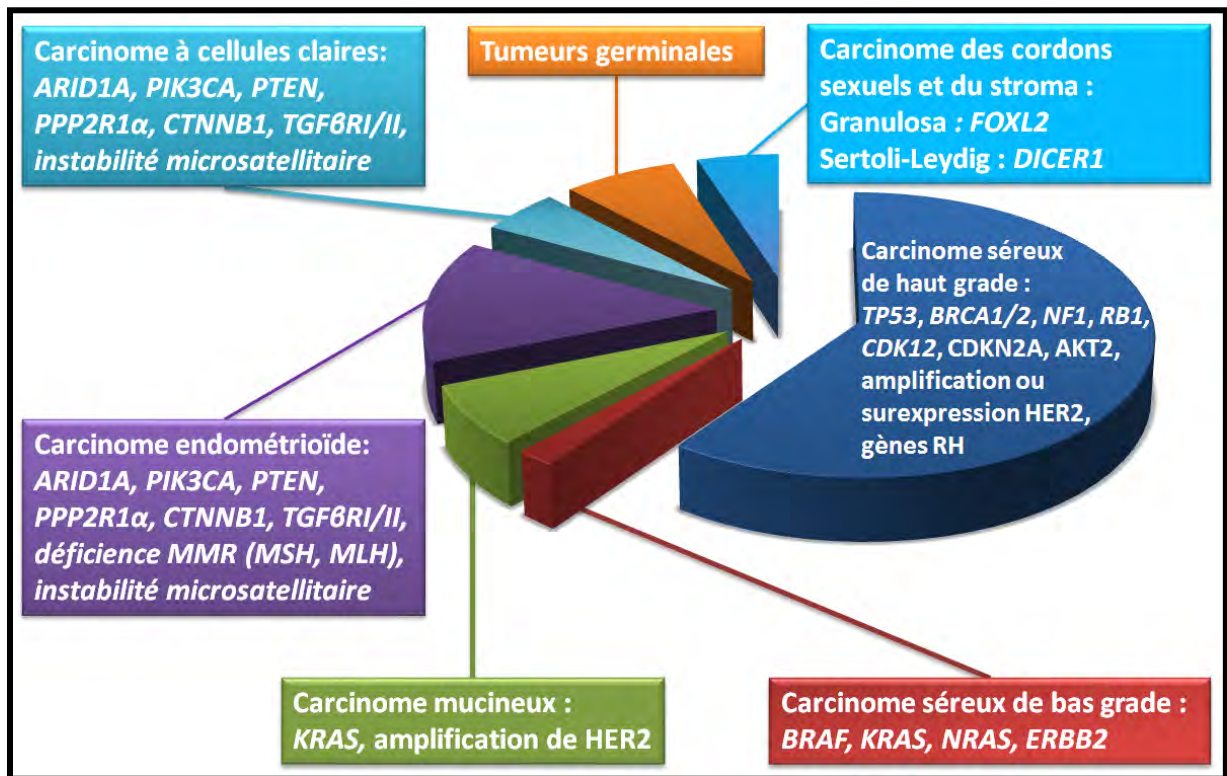 Carcinome à cellules claires:
ARID1A, PIK3CA, PTEN,
PPP2R1α, CTNNB1, TGFβRI/II,
instabilité microsatellitaire
Tumeurs germinales
Carcinome des cordons
sexuels et du stroma :
Granulosa : FOXL2
Sertoli-Leydig : DICER1
Carcinome séreux
de haut grade :
TP53, BRCA1/2, NF1, RB1,
CDK12, CDKN2A, AKT2,
amplification ou
surexpression HER2,
gènes RH
Carcinome endométrioïde:
ARID1A, PIK3CA, PTEN,
PPP2R1α, CTNNB1, TGFβRI/II,
déficience MMR (MSH, MLH),
instabilité microsatellitaire
Carcinome mucineux :
KRAS, amplification de HER2
Carcinome séreux de bas grade :
BRAF, KRAS, NRAS, ERBB2